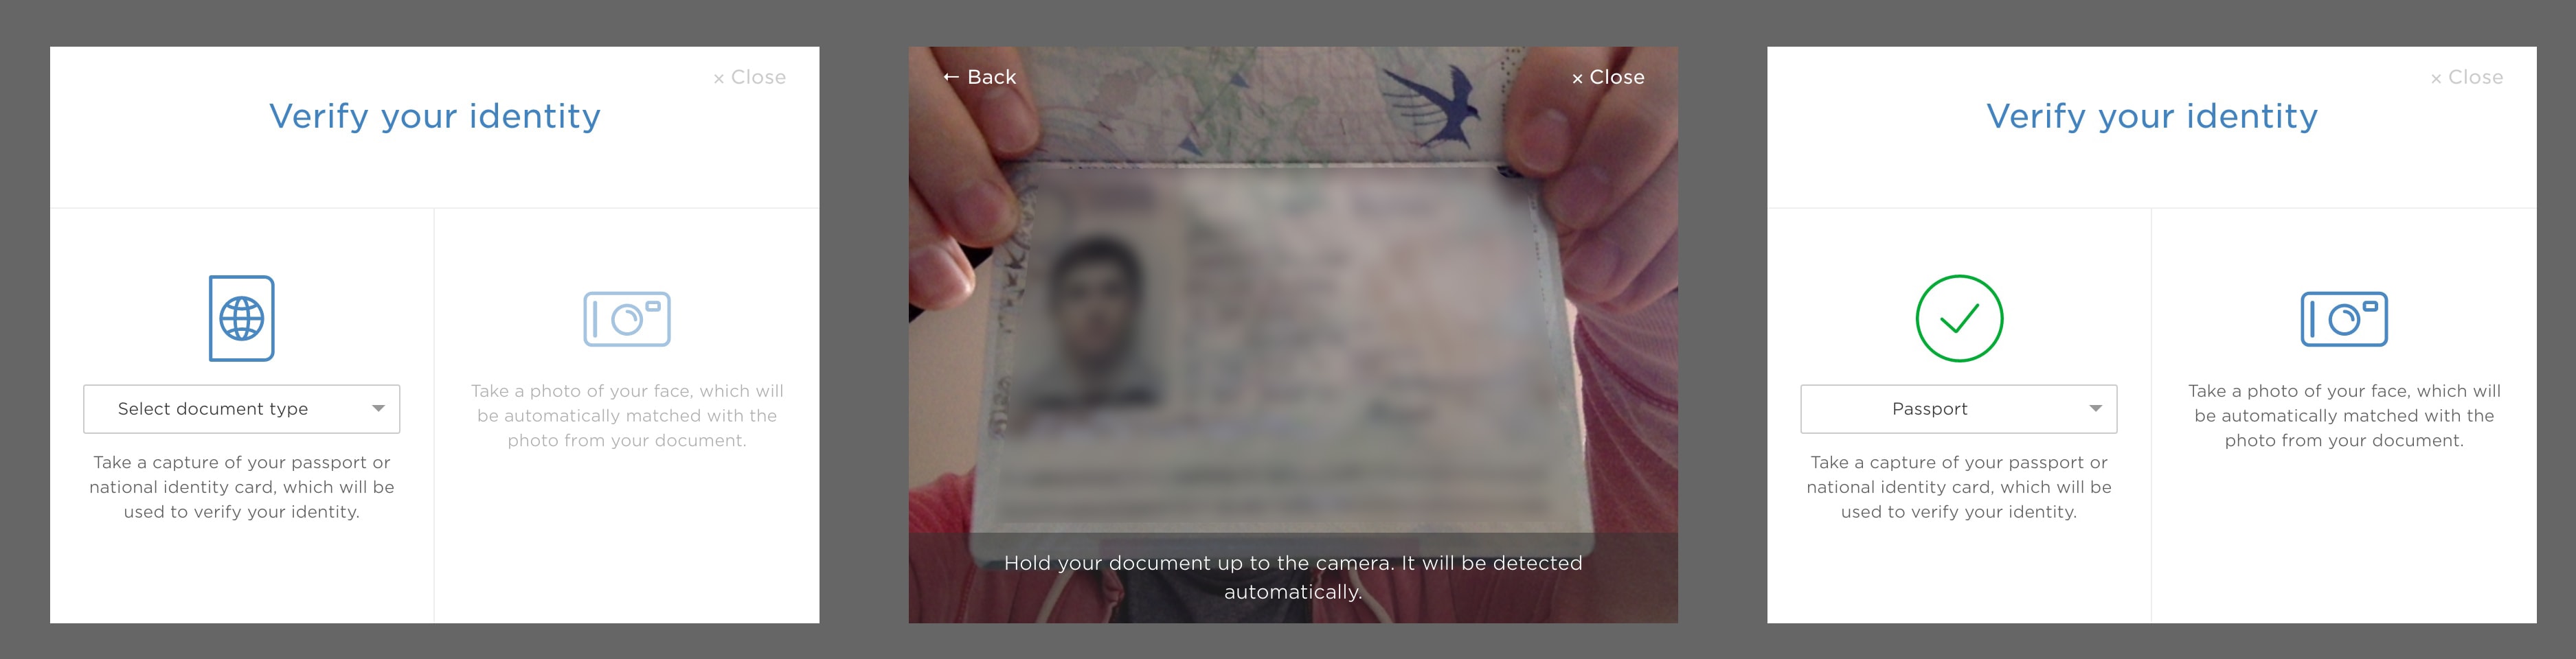 × Close
Verify your identity
Select document type
Take a capture of your passport or
national identity card, which will be
used to verify your identity.
Take a photo of your face, which will
be automatically matched with the
photo from your document.
← Back
× Close
Hold your document up to the camera. It will be detected
automatically.
× Close
Verify your identity
Passport
Take a capture of your passport or
national identity card, which will be
used to verify your identity.
Take a photo of your face, which will
be automatically matched with the
photo from your document.